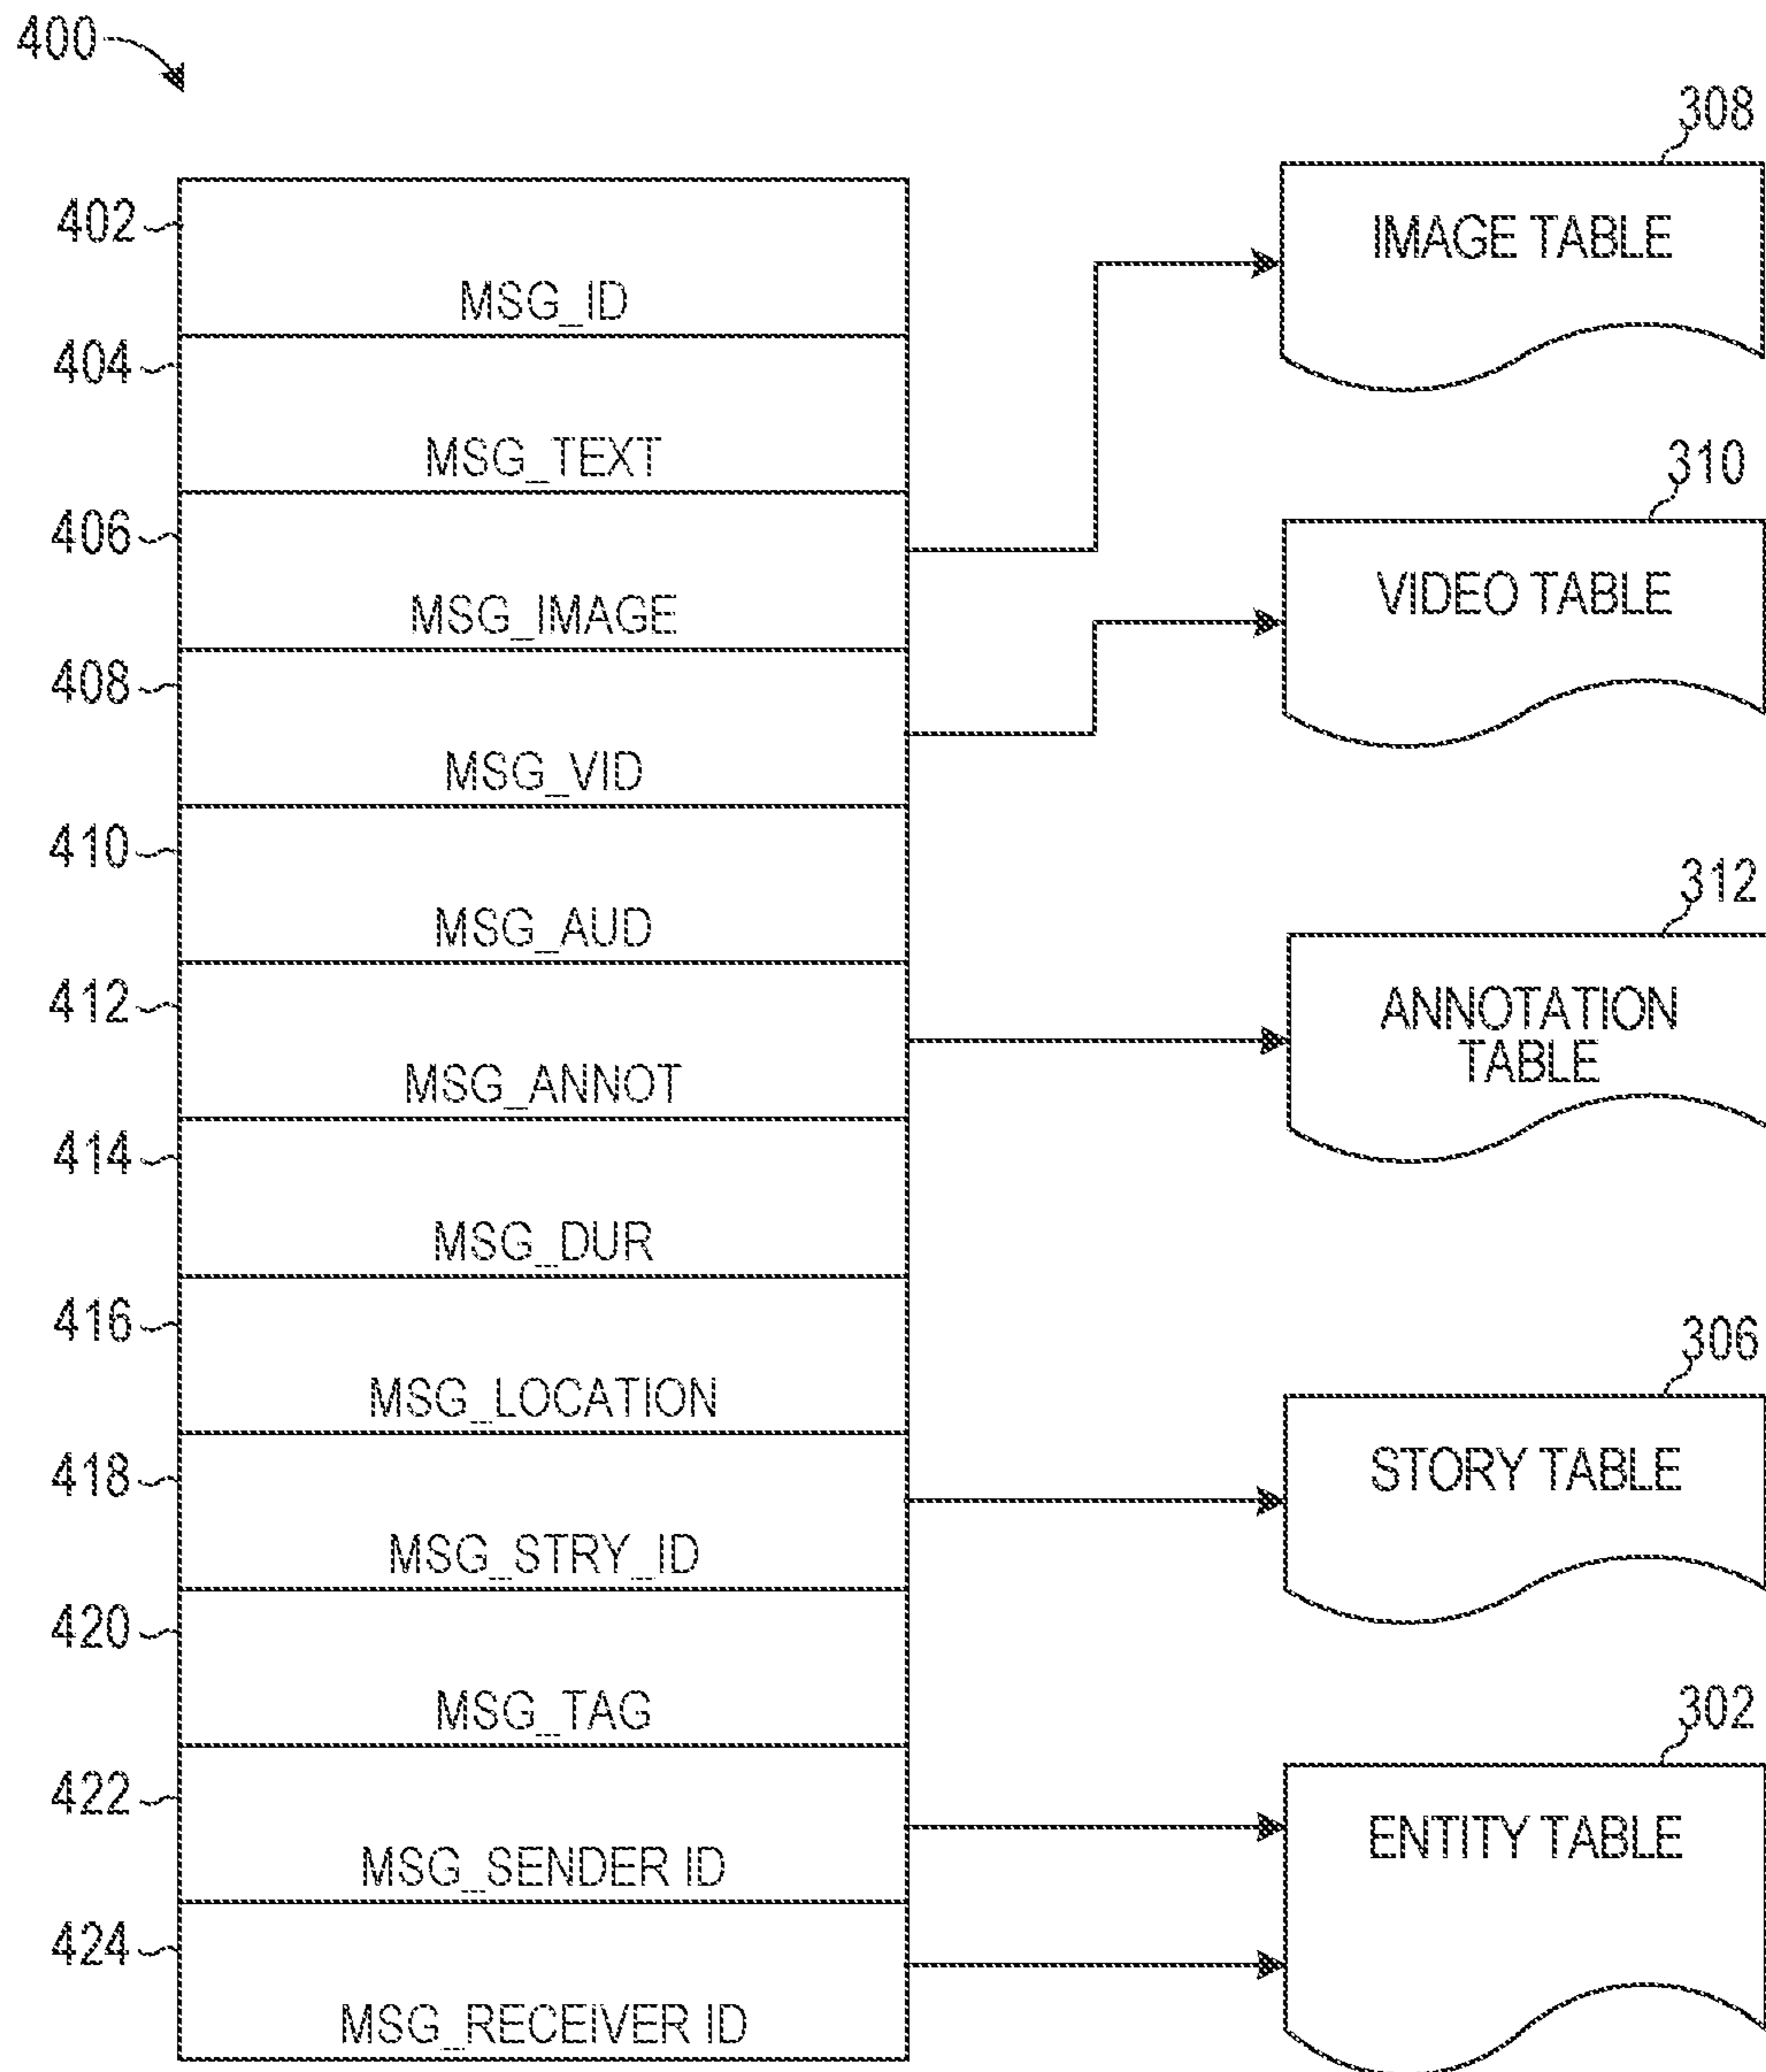 400
308
402
IMAGE TABLE
MSG_ID
404
310
MSG_TEXT
406
VIDEO TABLE
MSG_IMAGE
408
MSG_VID
410
312
MSG_AUD
412
ANNOTATION
TABLE
MSG_ANNOT
414
MSG_DUR
416
306
MSG_LOCATION
418
STORY TABLE
MSG_STRY_ID
420
302
MSG_TAG
422
ENTITY TABLE
MSG_SENDER ID
424
MSG_RECEIVER ID